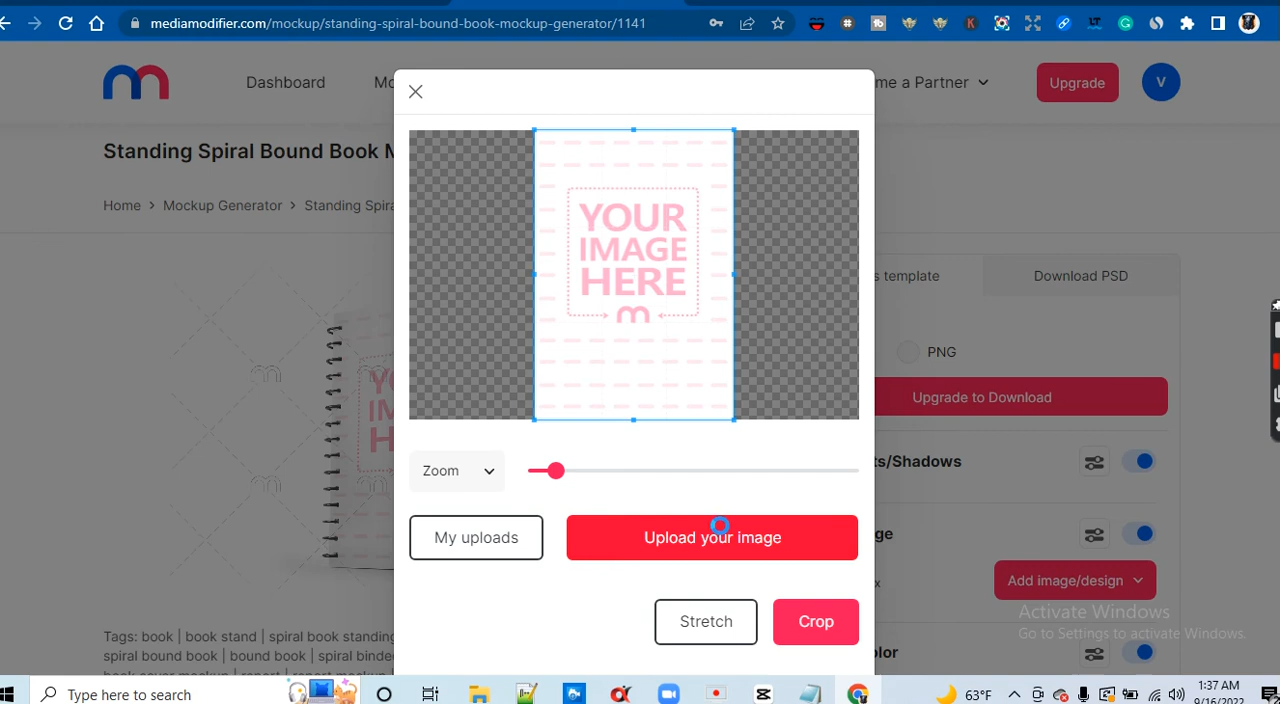 mediamodifier.com/mockup/standing-spiral-bound-book-mockup-generator/1141
Dashboard
Mo
me a Partner
Upgrade
V
Standing Spiral Bound Book M
Home > Mockup Generator > Standing Spira
YOUR
IMAGE
HERE
s template
Download PSD
PNG
Upgrade to Download
Zoom
ts/Shadows
My uploads
Upload your image
ge
x
Add image/design
Activate Windows
Go to Settings to activate Windows.
Stretch
Crop
olor
Tags: book | book stand | spiral book standing
spiral bound book | bound book | spiral binde
Type here to search
63°F
1:37 AM
9/16/2022